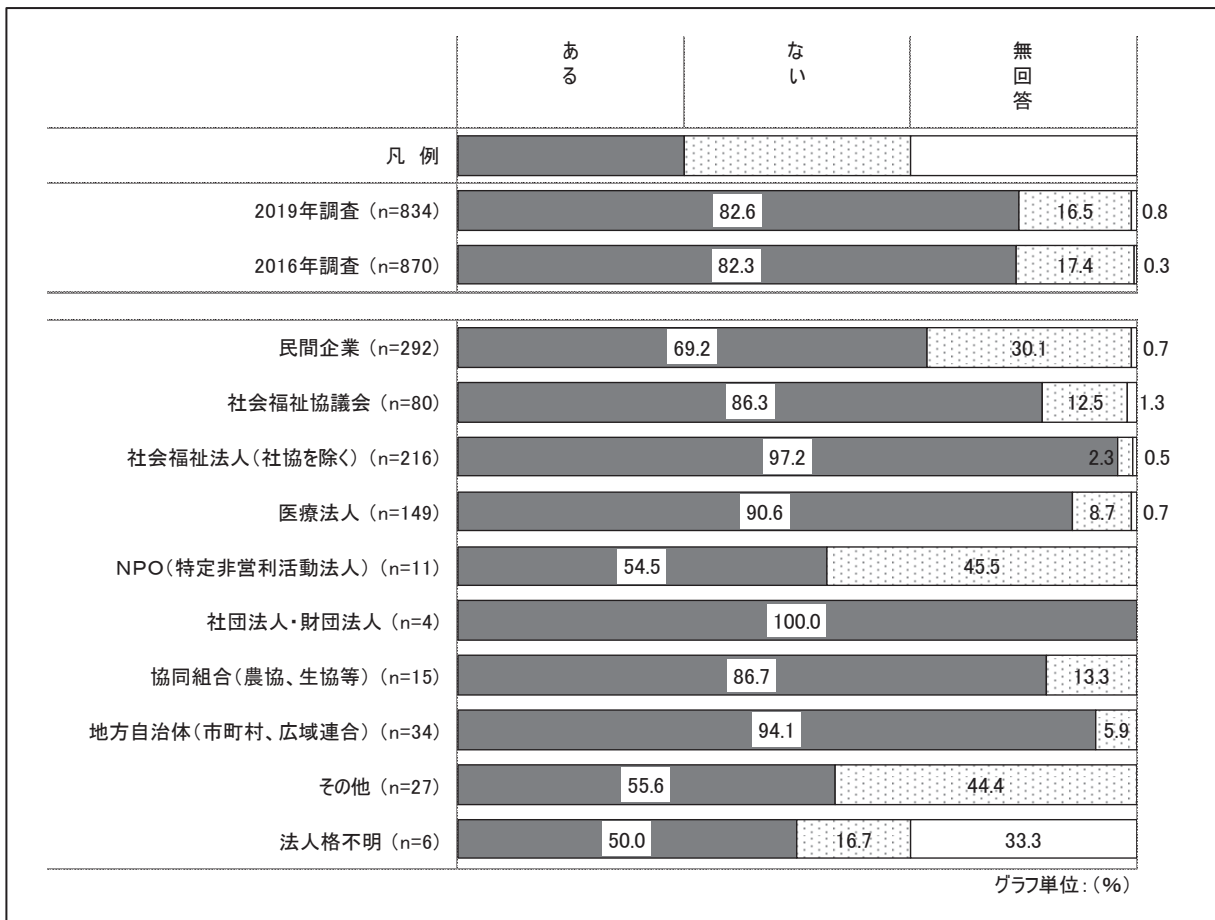 ある
ない
無回答
凡 例
2019年調査 (n=834) 82.6 16.5 0.8
2016年調査 (n=870) 82.3 17.4 0.3
民間企業 (n=292) 69.2 30.1 0.7
社会福祉協議会 (n=80) 86.3 12.5 1.3
社会福祉法人(社協を除く) (n=216) 97.2 2.3 0.5
医療法人 (n=149) 90.6 8.7 0.7
NPO(特定非営利活動法人) (n=11) 54.5 45.5
社団法人・財団法人 (n=4) 100.0
協同組合(農協、生協等) (n=15) 86.7 13.3
地方自治体(市町村、広域連合) (n=34) 94.1 5.9
その他 (n=27) 55.6 44.4
法人格不明 (n=6) 50.0 16.7 33.3
グラフ単位:(%)